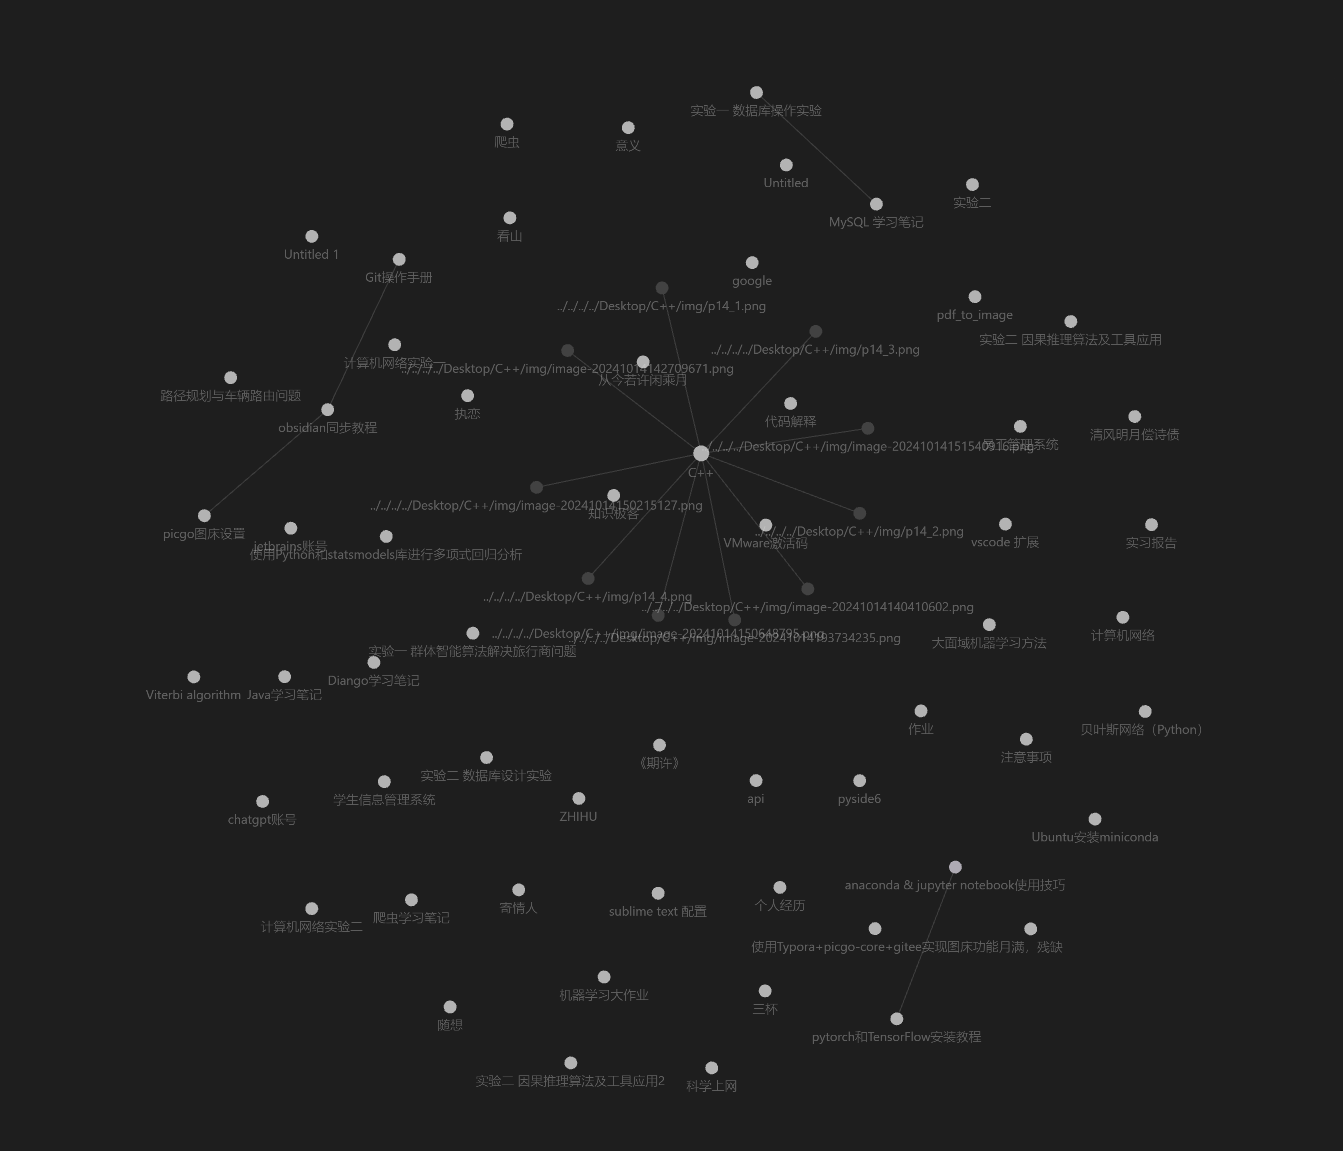 实验一 数据库操作实验
爬虫
意义
Untitled
实验二
MySQL 学习笔记
看山
Untitled 1
Git操作手册
google
../../../../Desktop/C++/img/p14_1.png
pdf_to_image
实验二 因果推理算法及工具应用
../../../../Desktop/C++/img/p14_3.png
计算机网络实验一
../../../../Desktop/C++/img/image-20241014142709671.png
从今若许闲乘月
路径规划与车辆路由问题
执恋
代码解释
obsidian同步教程
清风明月偿诗债
../../../../Desktop/C++/img/image-20241014151540916.png
员工管理系统
C++
../../../../Desktop/C++/img/image-20241014150215127.png
知识极客
picgo图床设置
../../../../Desktop/C++/img/p14_2.png
VMware激活码
vscode 扩展
实习报告
jetbrains账号
使用Python和statsmodels库进行多项式回归分析
../../../../Desktop/C++/img/p14_4.png
../../../../Desktop/C++/img/image-20241014140410602.png
../../../../Desktop/C++/img/image-20241014150648795.png
../../../../Desktop/C++/img/image-20241014193734235.png
大面域机器学习方法
计算机网络
实验一 群体智能算法解决旅行商问题
Django学习笔记
Viterbi algorithm
Java学习笔记
作业
贝叶斯网络（Python）
注意事项
《期许》
实验二 数据库设计实验
学生信息管理系统
api
pyside6
chatgpt账号
ZHIHU
Ubuntu安装miniconda
anaconda & jupyter notebook使用技巧
个人经历
寄情人
sublime text 配置
爬虫学习笔记
计算机网络实验二
使用Typora+picgo-core+gitee实现图床功能
月满，残缺
机器学习大作业
三杯
随想
pytorch和TensorFlow安装教程
实验二 因果推理算法及工具应用2
科学上网